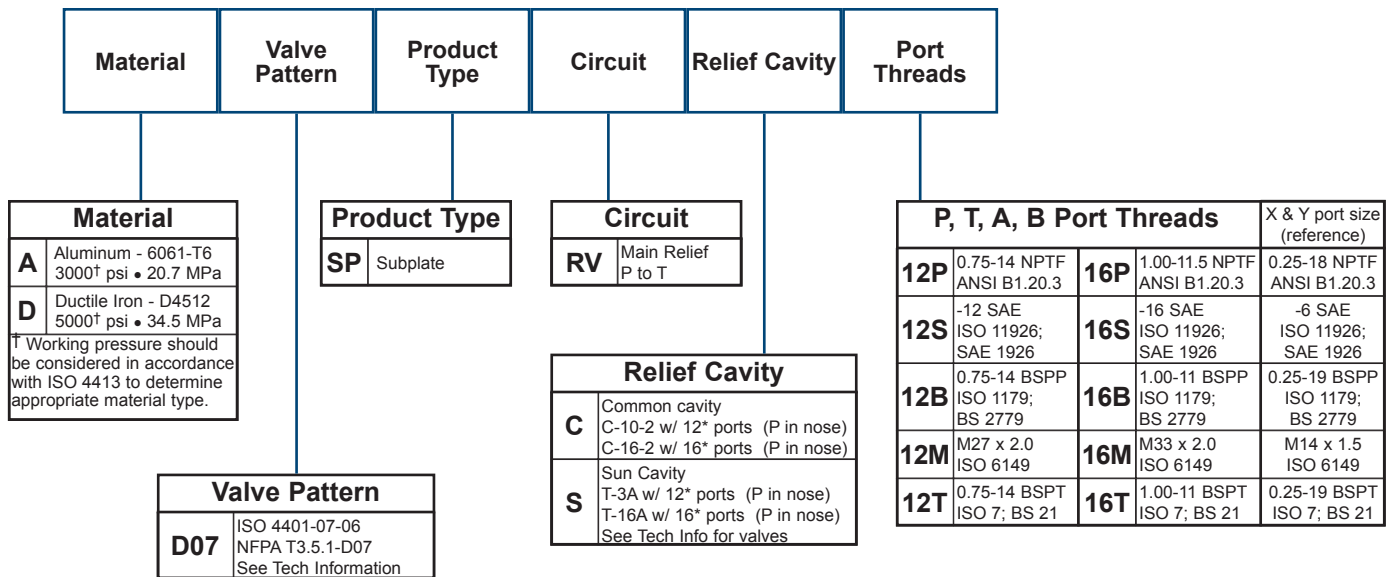 Material
Valve
Pattern
Product
Type
Circuit
Relief Cavity
Port
Threads
Material
A
Aluminum - 6061-T6
3000† psi • 20.7 MPa
D
Ductile Iron - D4512
5000† psi • 34.5 MPa
† Working pressure should
be considered in accordance
with ISO 4413 to determine
appropriate material type.
Valve Pattern
D07
ISO 4401-07-06
NFPA T3.5.1-D07
See Tech Information
Product Type
SP
Subplate
Circuit
RV
Main Relief
P to T
Relief Cavity
C
Common cavity
C-10-2 w/ 12* ports (P in nose)
C-16-2 w/ 16* ports (P in nose)
S
Sun Cavity
T-3A w/ 12* ports (P in nose)
T-16A w/ 16* ports (P in nose)
See Tech Info for valves
P, T, A, B Port Threads
X & Y port size
(reference)
12P
0.75-14 NPTF
ANSI B1.20.3
16P
1.00-11.5 NPTF
ANSI B1.20.3
0.25-18 NPTF
ANSI B1.20.3
12S
-12 SAE
ISO 11926;
SAE 1926
16S
-16 SAE
ISO 11926;
SAE 1926
-6 SAE
ISO 11926;
SAE 1926
12B
0.75-14 BSPP
ISO 1179;
BS 2779
16B
1.00-11 BSPP
ISO 1179;
BS 2779
0.25-19 BSPP
ISO 1179;
BS 2779
12M
M27 x 2.0
ISO 6149
16M
M33 x 2.0
ISO 6149
M14 x 1.5
ISO 6149
12T
0.75-14 BSPT
ISO 7; BS 21
16T
1.00-11 BSPT
ISO 7; BS 21
0.25-19 BSPT
ISO 7; BS 21